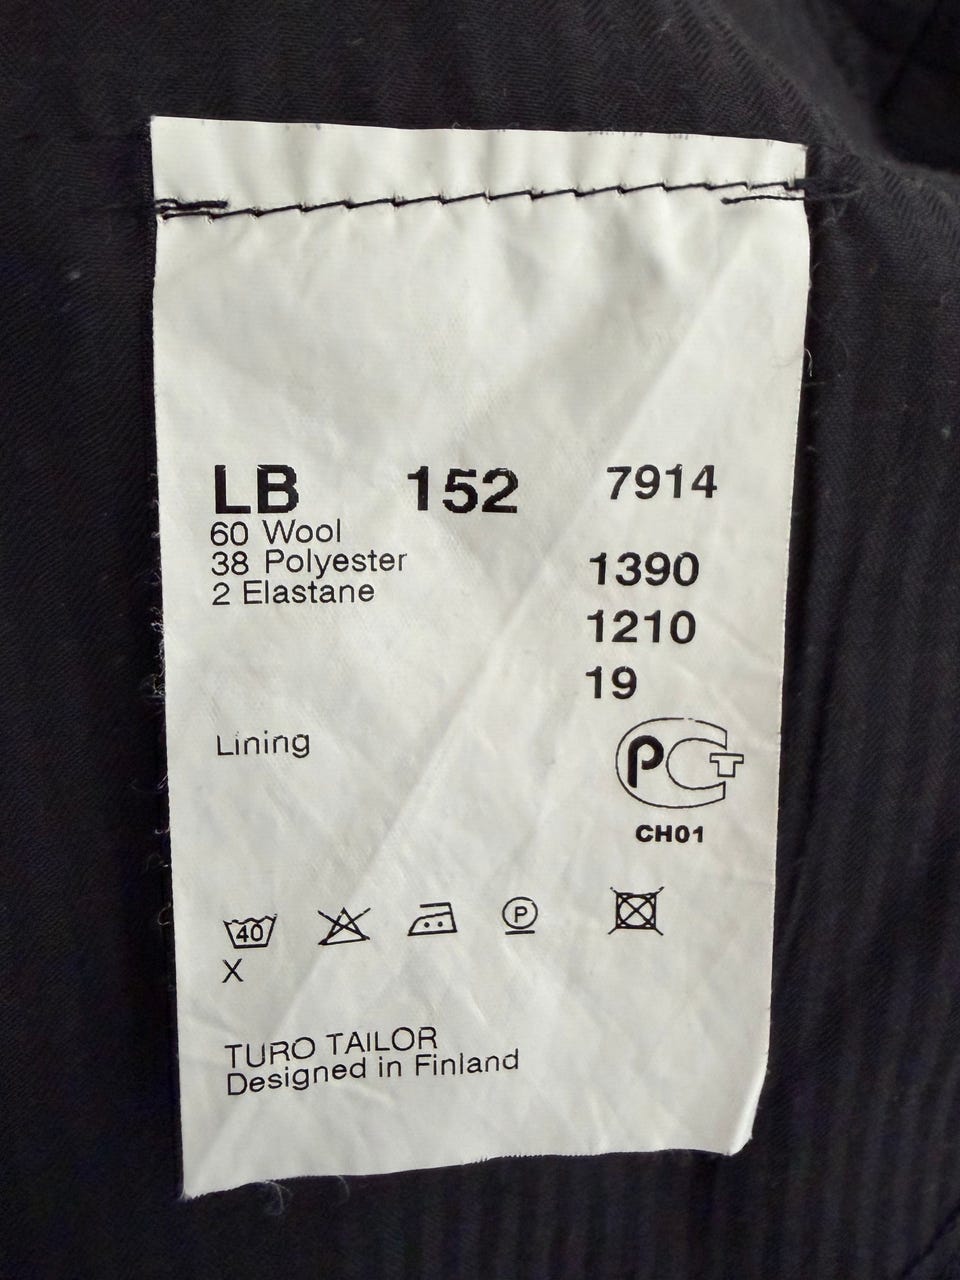 LB 152 7914
60 Wool
38 Polyester
2 Elastane
1390
1210
19
Lining
PCT
CH01
40 P
X
TURO TAILOR
Designed in Finland